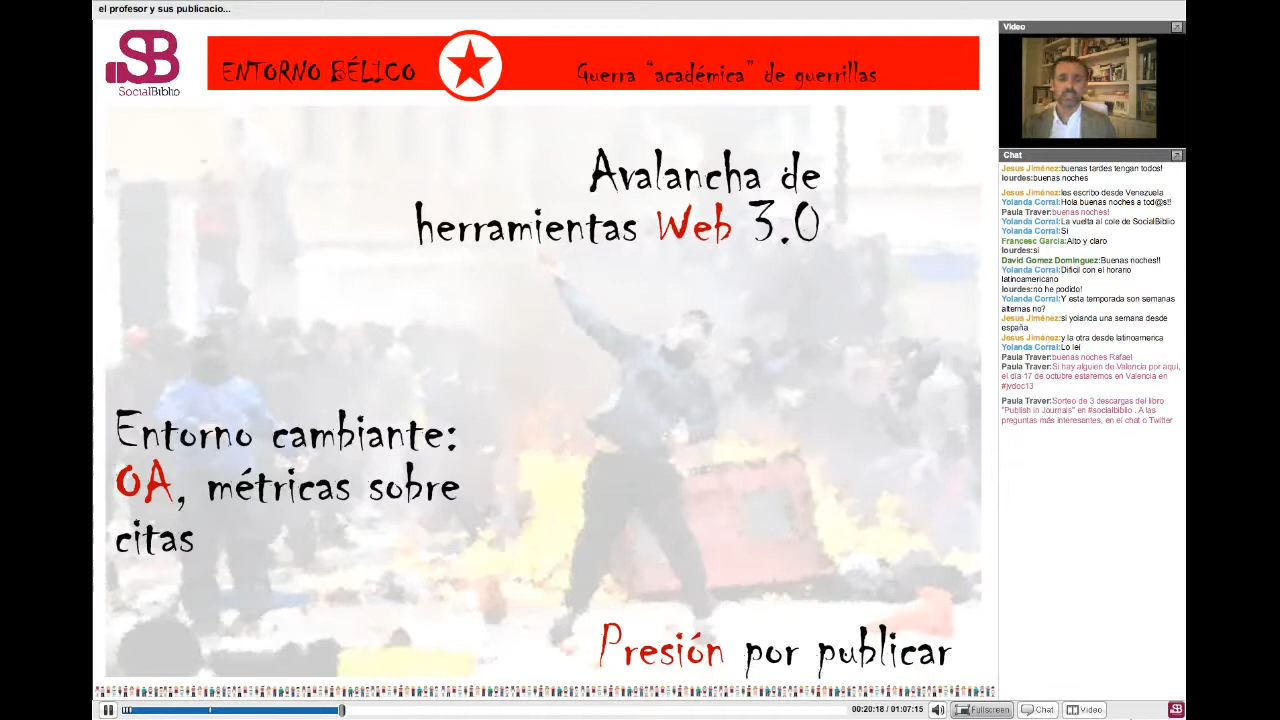 el profesor y sus publicacio...
SB
SocialBiblio
ENTORNO BÉLICO
Guerra “académica” de guerrillas
Avalancha de
herramientas Web 3.0
Entorno cambiante:
OA, métricas sobre
citas
Presión por publicar
Video
Chat
Jesus Jiménez:buenas tardes tengan todos!
lourdes:buenas noches
Jesus Jiménez:les escribo desde Venezuela
Yolanda Corral:Hola buenas noches a tod@s!!
Paula Traver:buenas noches!
Yolanda Corral:La vuelta al cole de SocialBiblio
Yolanda Corral:Si
Francesc Garcia:Alto y claro
lourdes:si
David Gomez Dominguez:Buenas noches!!
Yolanda Corral:Dificil con el horario
latinoamericano
lourdes:no he podido!
Yolanda Corral:Y esta temporada son semanas
alternas no?
Jesus Jiménez:si yolanda una semana desde
españa
Jesus Jiménez:y la otra desde latinoamerica
Yolanda Corral:Lo lei
Paula Traver:buenas noches Rafael
Paula Traver:Si hay alguien de Valencia por aquí,
el día 17 de octubre estaremos en Valencia en
#jvdoc13
Paula Traver:Sorteo de 3 descargas del libro
"Publish in Journals" en #socialbiblio . A las
preguntas más interesantes, en el chat o Twitter
00:20:18 / 01:07:15
Fullscreen
Chat
Video
SB